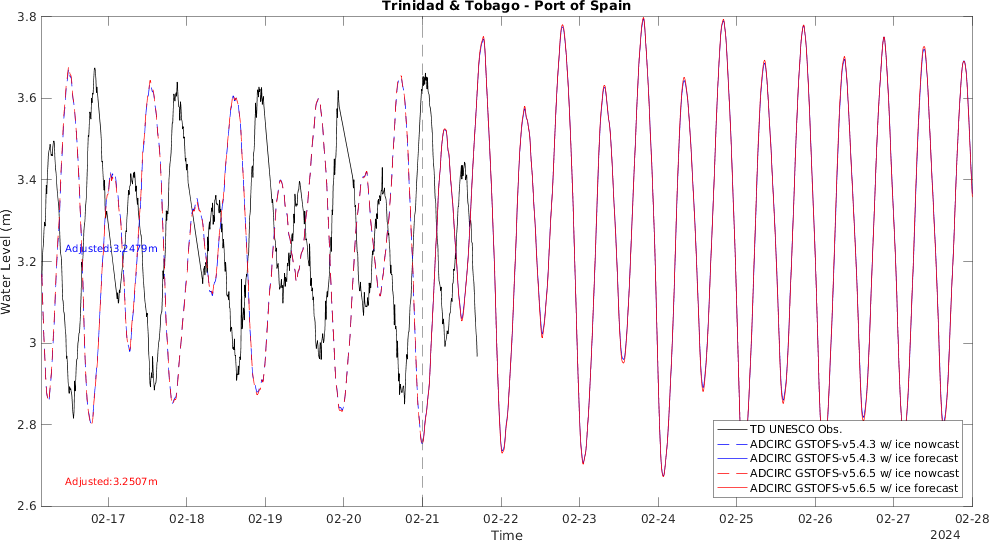 Trinidad & Tobago - Port of Spain
Water Level (m)
3.8
3.6
3.4
3.2
3
2.8
2.6
Adjusted:3.2479m
Adjusted:3.2507m
TD UNESCO Obs.
ADCIRC GSTOFS-v5.4.3 w/ ice nowcast
ADCIRC GSTOFS-v5.4.3 w/ ice forecast
ADCIRC GSTOFS-v5.6.5 w/ ice nowcast
ADCIRC GSTOFS-v5.6.5 w/ ice forecast
02-17 02-18 02-19 02-20 02-21 02-22 02-23 02-24 02-25 02-26 02-27 02-28
Time
2024